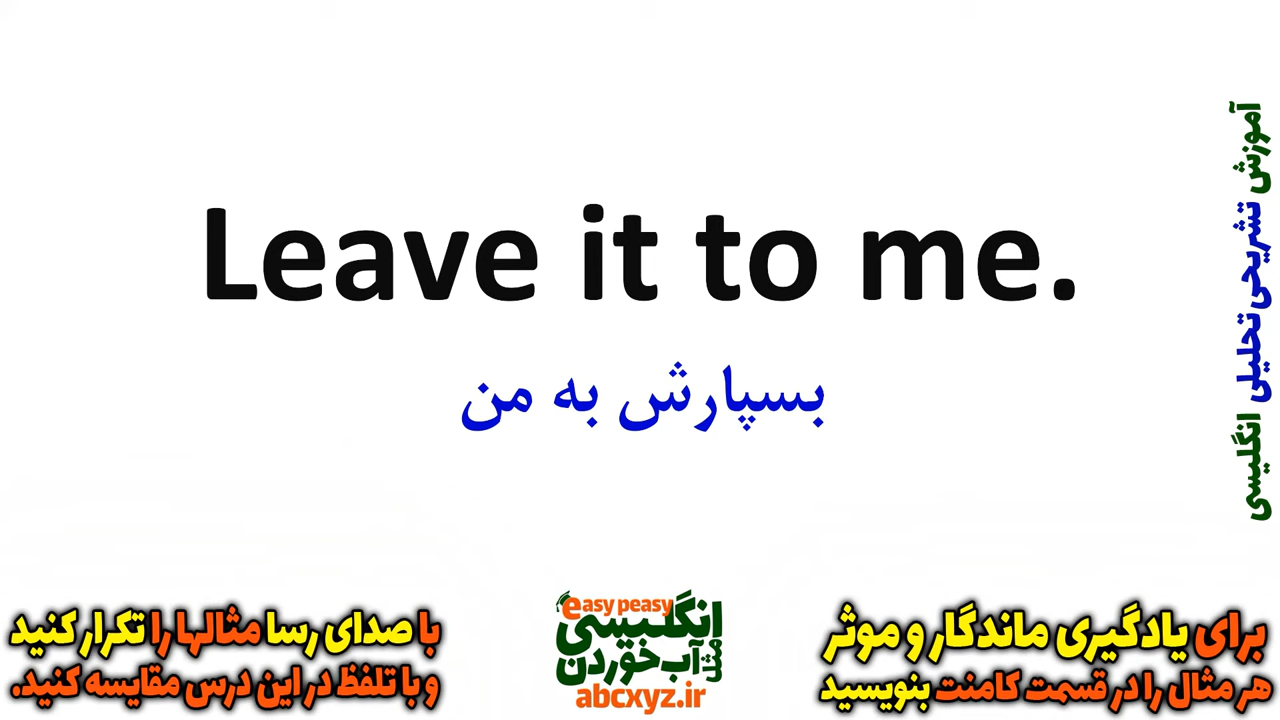 Leave it to me.
بسپارش به من
آموزش تشریحی تحلیلی انگلیسی
برای یادگیری ماندگار و موثر
هر مثال را در قسمت کامنت بنویسید
easy peasy
انگلیسی
مثل آب خوردن
abcxyz.ir
با صدای رسا مثالها را تکرار کنید
و با تلفظ در این درس مقایسه کنید.